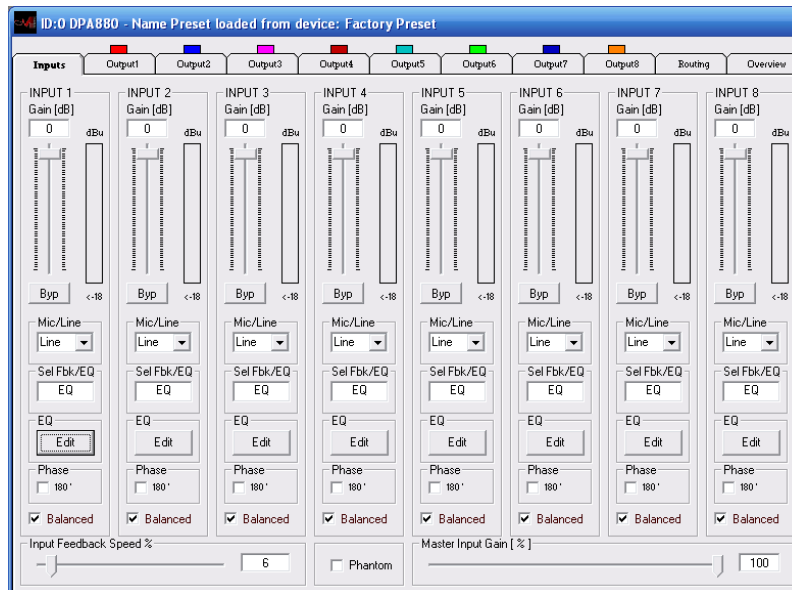 ID:0 DPA880 - Name Preset loaded from device: Factory Preset
Inputs Output1 Output2 Output3 Output4 Output5 Output6 Output7 Output8 Routing Overview
INPUT 1 INPUT 2 INPUT 3 INPUT 4 INPUT 5 INPUT 6 INPUT 7 INPUT 8
Gain [dB] Gain [dB] Gain [dB] Gain [dB] Gain [dB] Gain [dB] Gain [dB] Gain [dB]
0 dBu 0 dBu 0 dBu 0 dBu 0 dBu 0 dBu 0 dBu 0 dBu
Byp <-18 Byp <-18 Byp <-18 Byp <-18 Byp <-18 Byp <-18 Byp <-18 Byp <-18
Mic/Line Mic/Line Mic/Line Mic/Line Mic/Line Mic/Line Mic/Line Mic/Line
Line Line Line Line Line Line Line Line
Sel Fbk/EQ Sel Fbk/EQ Sel Fbk/EQ Sel Fbk/EQ Sel Fbk/EQ Sel Fbk/EQ Sel Fbk/EQ Sel Fbk/EQ
EQ EQ EQ EQ EQ EQ EQ EQ
EQ EQ EQ EQ EQ EQ EQ EQ
Edit Edit Edit Edit Edit Edit Edit Edit
Phase Phase Phase Phase Phase Phase Phase Phase
180 ' 180 ' 180 ' 180 ' 180 ' 180 ' 180 ' 180 '
Balanced Balanced Balanced Balanced Balanced Balanced Balanced Balanced
Input Feedback Speed % Master Input Gain [ % ]
6 Phantom 100